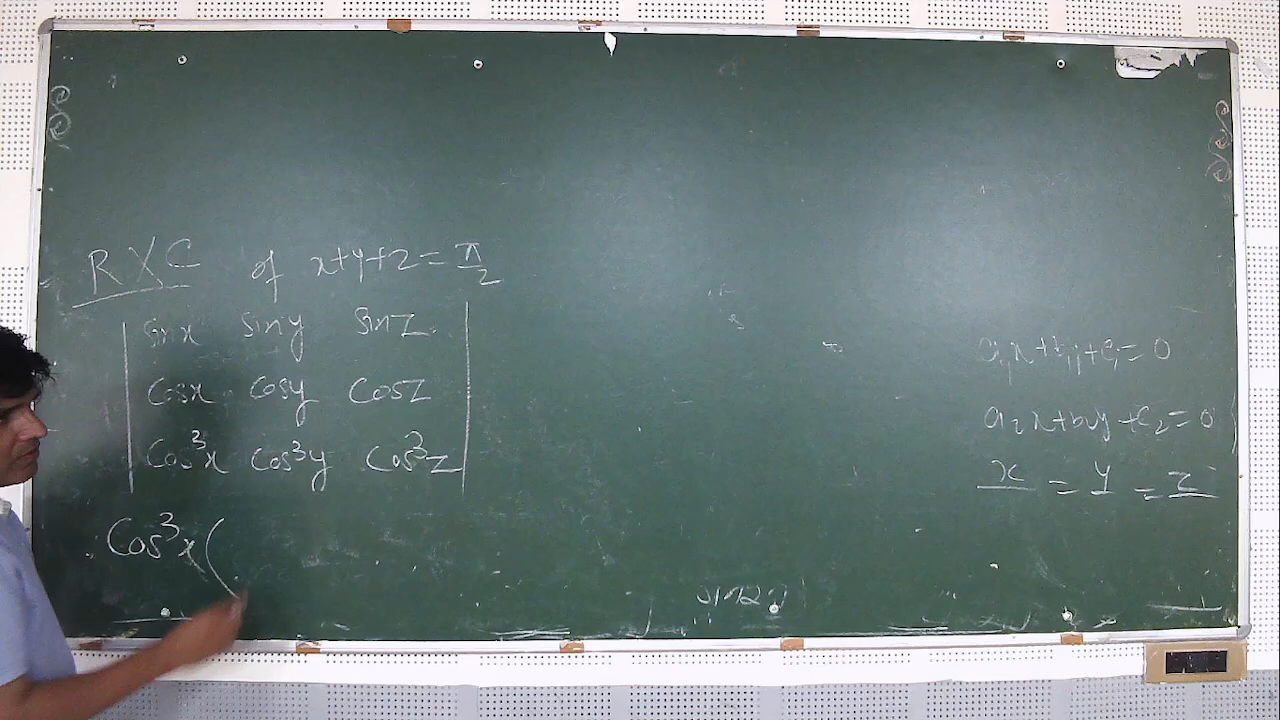 RXC of x+y+z=π/2
| sinx siny sinz |
| cosx cosy cosz |
| Cos³x cos³y Cos³z |
Cos³x (
a₁x+b₁y+c₁=0
a₂x+b₂y+c₂=0
x = y = z